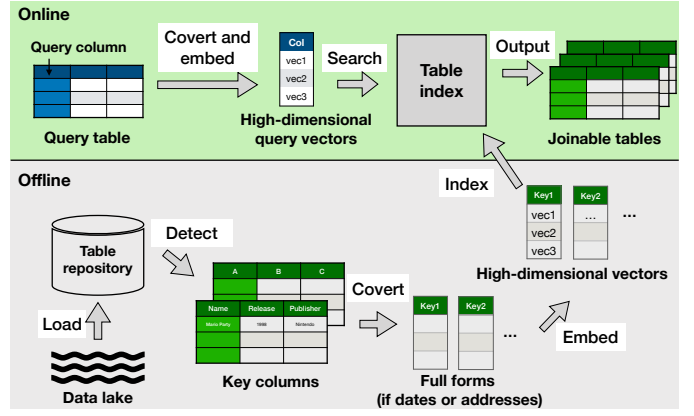 Online
Query column
Query table
Covert and
embed
Col
vec1
vec2
vec3
High-dimensional
query vectors
Search
Table
index
Output
Joinable tables
Offline
Data lake
Load
Table
repository
Detect
A B C
Name Release Publisher
Mario Party 1998 Nintendo
Key columns
Covert
Key1 Key2
...
Full forms
(if dates or addresses)
Embed
Key1 Key2
vec1 ...
vec2
vec3
...
High-dimensional vectors
Index